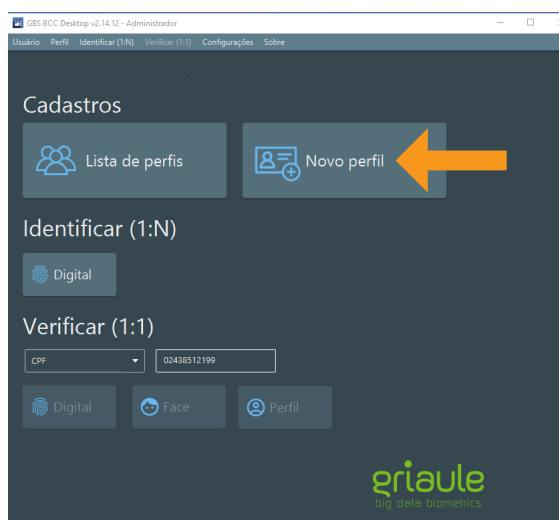 GBS BCC Desktop v2.14.12 - Administrador
Usuário Perfil Identificar (1:N) Verificar (1:1) Configurações Sobre
Cadastros
Lista de perfis Novo perfil
Identificar (1:N)
Digital
Verificar (1:1)
CPF 02438512199
Digital Face Perfil
griaule
big data biometrics